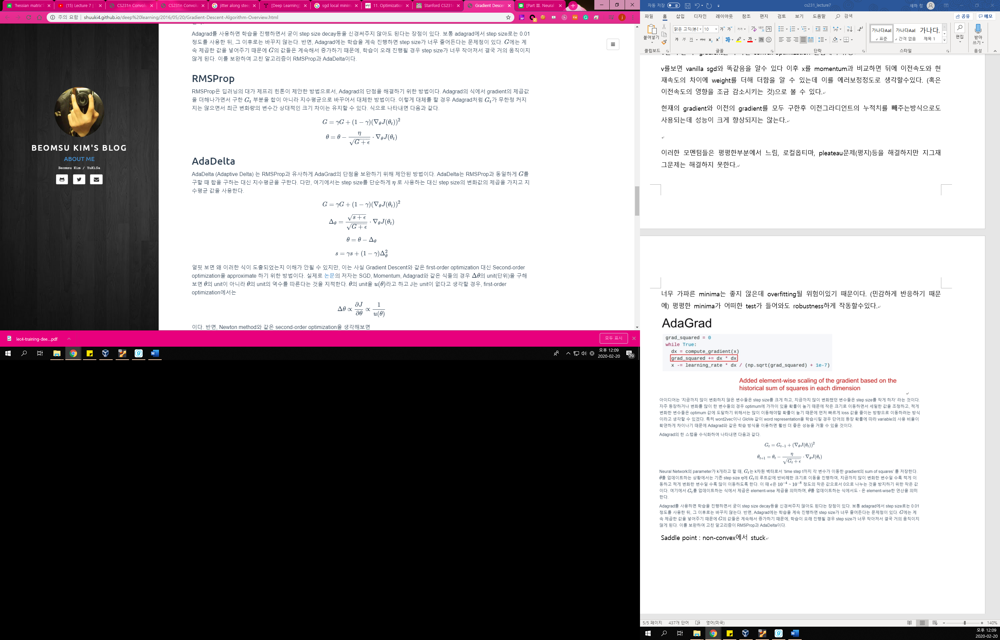 'hessian matrix'S
(15) Lecture 7 |
CS231n Convolu
CS231n Convolu
jitter along steep
[Deep Learning]
sgd local minim
11. Optimization
Stanford CS231n
Gradient Descen
[Part Ⅲ. Neural
주의 요함 | shuuki4.github.io/deep%20learning/2016/05/20/Gradient-Descent-Algorithm-Overview.html
Adagrad를 사용하면 학습을 진행하면서 굳이 step size decay등을 신경써주지 않아도 된다는 장점이 있다. 보통 adagrad에서 step size로는 0.01
정도를 사용한 뒤, 그 이후로는 바꾸지 않는다. 반면, Adagrad에는 학습을 계속 진행하면 step size가 너무 줄어든다는 문제점이 있다. G에는 계
속 제곱한 값을 넣어주기 때문에 G의 값들은 계속해서 증가하기 때문에, 학습이 오래 진행될 경우 step size가 너무 작아져서 결국 거의 움직이지
않게 된다. 이를 보완하여 고친 알고리즘이 RMSProp과 AdaDelta이다.
RMSProp
RMSProp은 딥러닝의 대가 제프리 힌톤이 제안한 방법으로서, Adagrad의 단점을 해결하기 위한 방법이다. Adagrad의 식에서 gradient의 제곱값
을 더해나가면서 구한 G_t 부분을 합이 아니라 지수평균으로 바꾸어서 대체한 방법이다. 이렇게 대체를 할 경우 Adagrad처럼 G_t가 무한정 커지
지는 않으면서 최근 변화량의 변수간 상대적인 크기 차이는 유지할 수 있다. 식으로 나타내면 다음과 같다.
G = γG + (1 − γ)(∇_θJ(θ_t))²
θ = θ − η / √(G + ϵ) · ∇_θJ(θ_t)
AdaDelta
AdaDelta (Adaptive Delta) 는 RMSProp과 유사하게 AdaGrad의 단점을 보완하기 위해 제안된 방법이다. AdaDelta는 RMSProp과 동일하게 G를
구할 때 합을 구하는 대신 지수평균을 구한다. 다만, 여기에서는 step size를 단순하게 η 로 사용하는 대신 step size의 변화값의 제곱을 가지고 지
수평균 값을 사용한다.
G = γG + (1 − γ)(∇_θJ(θ_t))²
Δ_θ = √(s + ϵ) / √(G + ϵ) · ∇_θJ(θ_t)
θ = θ − Δ_θ
s = γs + (1 − γ)Δ_θ²
얼핏 보면 왜 이러한 식이 도출되었는지 이해가 안될 수 있지만, 이는 사실 Gradient Descent와 같은 first-order optimization 대신 Second-order
optimization을 approximate 하기 위한 방법이다. 실제로 논문의 저자는 SGD, Momentum, Adagrad와 같은 식들의 경우 Δθ의 unit(단위)을 구해
보면 θ의 unit이 아니라 θ의 unit의 역수를 따른다는 것을 지적한다. θ의 unit을 u(θ)라고 하고 J는 unit이 없다고 생각할 경우, first-order
optimization에서는
Δθ ∝ ∂J/∂θ ∝ 1/u(θ)
이다. 반면, Newton method와 같은 second-order optimization을 생각해보면
BEOMSU KIM'S BLOG
ABOUT ME
Beomsu Kim / YuKiSa
lec4-training-dee....pdf
모두 표시
오후 12:09
2020-02-20
20
자동 저장
끔
cs231_lecture7
새하 정
파일 홈 삽입 디자인 레이아웃 참조 편지 검토 보기 도움말 검색
공유
메모
붙여넣기
맑은 고딕(본문
10
가나다AaB
가나다AaB
가나다,
표준
간격 없음
제목 1
편집
받아
쓰기
클립보드
글꼴
단락
스타일
음성
v를보면 vanilla sgd와 똑같음을 알수 있다 이후 x를 momentum과 비교하면 뒤에 이전속도와 현
재속도의 차이에 weight를 더해 더함을 알 수 있는데 이를 에러보정정도로 생각할수있다. (혹은
이전속도의 영향을 조금 감소시키는 것)으로 볼 수 있다.
현재의 gradient와 이전의 gradient를 모두 구한후 이전그라디언트의 누적치를 빼주는방식으로도
사용되는데 성능이 크게 향상되지는 않는다.
이러한 모멘텀들은 평평한부분에서 느림, 로컬옵티마, pleateau문제(평지)등을 해결하지만 지그재
그문제는 해결하지 못한다.
너무 가파른 minima는 좋지 않은데 overfitting될 위험이있기 때문이다. (민감하게 반응하기 때문
에) 평평한 minima가 어떠한 test가 들어와도 robustness하게 작동할수있다.
AdaGrad
grad_squared = 0
while True:
dx = compute_gradient(x)
grad_squared += dx * dx
x -= learning_rate * dx / (np.sqrt(grad_squared) + 1e-7)
Added element-wise scaling of the gradient based on the
historical sum of squares in each dimension
아이디어는 '지금까지 많이 변화하지 않은 변수들은 step size를 크게 하고, 지금까지 많이 변화했던 변수들은 step size를 작게 하자' 라는 것이다.
자주 등장하거나 변화를 많이 한 변수들의 경우 optimum에 가까이 있을 확률이 높기 때문에 작은 크기로 이동하면서 세밀한 값을 조정하고, 적게
변화한 변수들은 optimum 값에 도달하기 위해서는 많이 이동해야할 확률이 높기 때문에 먼저 빠르게 loss 값을 줄이는 방향으로 이동하려는 방식
이라고 생각할 수 있겠다. 특히 word2vec이나 GloVe 같이 word representation을 학습시킬 경우 단어의 등장 확률에 따라 variable의 사용 비율이
확연하게 차이나기 때문에 Adagrad와 같은 학습 방식을 이용하면 훨씬 더 좋은 성능을 거둘 수 있을 것이다.
Adagrad의 한 스텝을 수식화하여 나타내면 다음과 같다.
G_t = G_{t−1} + (∇_θJ(θ_t))²
θ_{t+1} = θ_t − η / √(G_t + ϵ) · ∇_θJ(θ_t)
Neural Network의 parameter가 k개라고 할 때, G_t는 k차원 벡터로서 'time step t까지 각 변수가 이동한 gradient의 sum of squares' 를 저장한다.
θ를 업데이트하는 상황에서는 기존 step size η에 G_t의 루트값에 반비례한 크기로 이동을 진행하여, 지금까지 많이 변화한 변수일 수록 적게 이
동하고 적게 변화한 변수일 수록 많이 이동하도록 한다. 이 때 ϵ은 10⁻⁴ ~ 10⁻⁸ 정도의 작은 값으로서 0으로 나누는 것을 방지하기 위한 작은 값
이다. 여기에서 G_t를 업데이트하는 식에서 제곱은 element-wise 제곱을 의미하며, θ를 업데이트하는 식에서도 · 은 element-wise한 연산을 의미
한다.
Adagrad를 사용하면 학습을 진행하면서 굳이 step size decay등을 신경써주지 않아도 된다는 장점이 있다. 보통 adagrad에서 step size로는 0.01
정도를 사용한 뒤, 그 이후로는 바꾸지 않는다. 반면, Adagrad에는 학습을 계속 진행하면 step size가 너무 줄어든다는 문제점이 있다. G에는 계
속 제곱한 값을 넣어주기 때문에 G의 값들은 계속해서 증가하기 때문에, 학습이 오래 진행될 경우 step size가 너무 작아져서 결국 거의 움직이지
않게 된다. 이를 보완하여 고친 알고리즘이 RMSProp과 AdaDelta이다.
Saddle point : non-convex에서 stuck
5/5 페이지 437개 단어 영어(미국)
140%
오후 12:09
2020-02-20